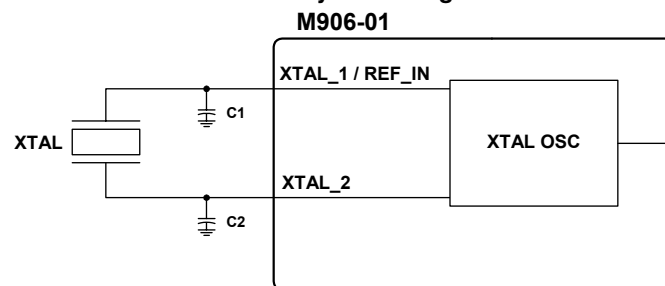 M906-01
XTAL_1 / REF_IN
C1
XTAL
XTAL OSC
XTAL_2
C2